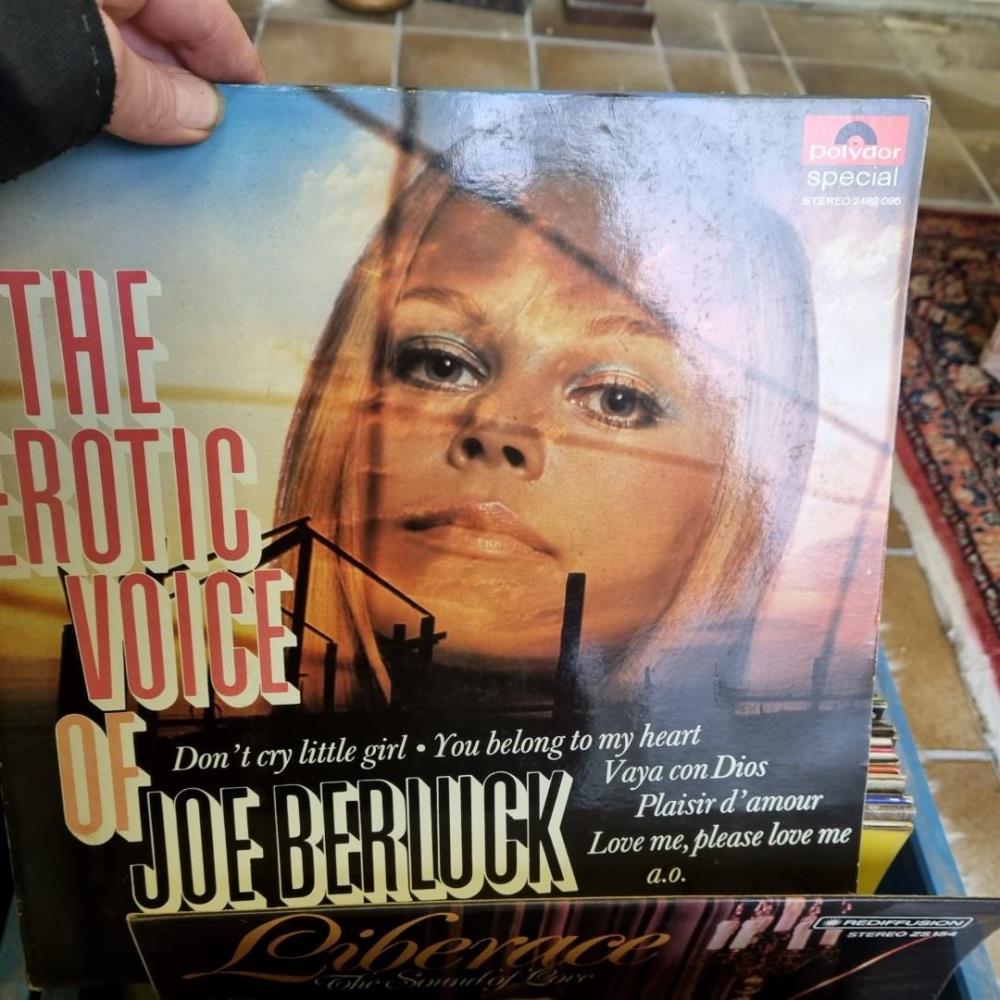 polydor
special
STEREO 2482 095
THE
EROTIC
VOICE
OF
JOE BERLUCK
Don't cry little girl • You belong to my heart
Vaya con Dios
Plaisir d'amour
Love me, please love me
a.o.
Liberace
The Sound of Love
REDIFFUSION
STEREO ZS 154